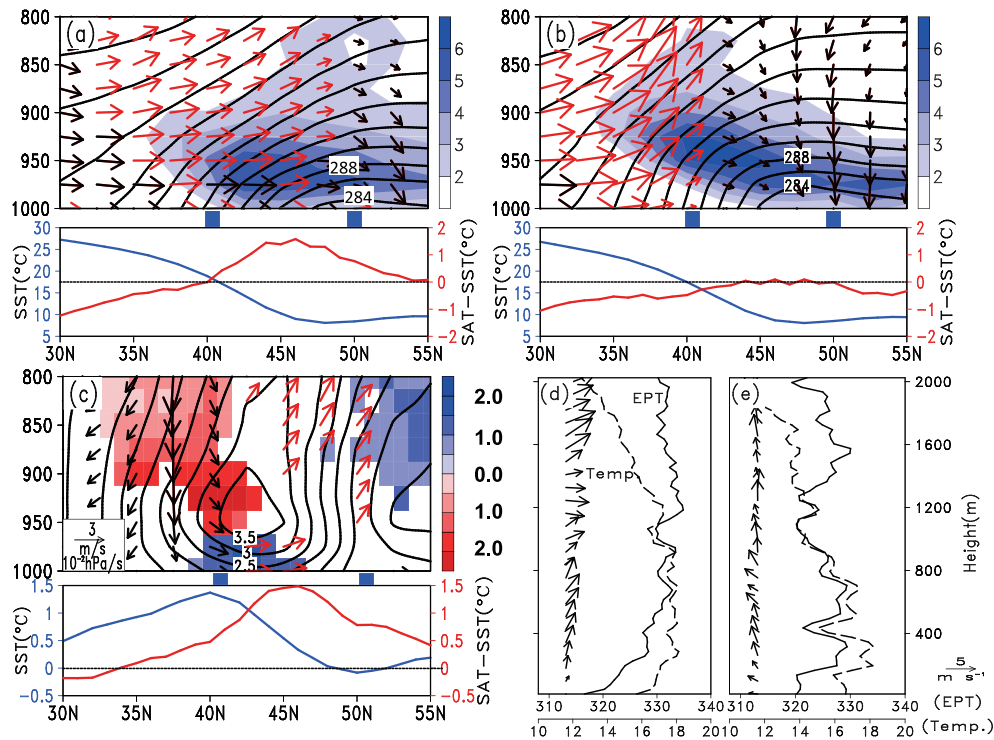 800 (a) 6 800 (b) 6
850 5 850 5
900 4 900 4
950 288 3 950 288 3
1000 284 2 1000 284 2
30 2 30 2
25 1 25 1
20 0 20 0
15 15
10 -1 10 -1
5 -2 5 -2
SST(°C) SAT-SST(°C) SST(°C) SAT-SST(°C)
30N 35N 40N 45N 50N 55N 30N 35N 40N 45N 50N 55N
800 (c) 2.0 (d) EPT (e) 2000
850 1.0 1600
900 0.0 Temp. 1200
950 3 m/s 10⁻²hPa/s 3.5 3 2.5 1.0 800
1000 2.0 400
Height(m)
1.5 1.5
1 1
0.5 0.5
0 0
-0.5 -0.5
SST(°C) SAT-SST(°C)
30N 35N 40N 45N 50N 55N
5
m s⁻¹
310 320 330 340 310 320 330 340 (EPT)
10 12 14 16 18 20 10 12 14 16 18 20 (Temp.)